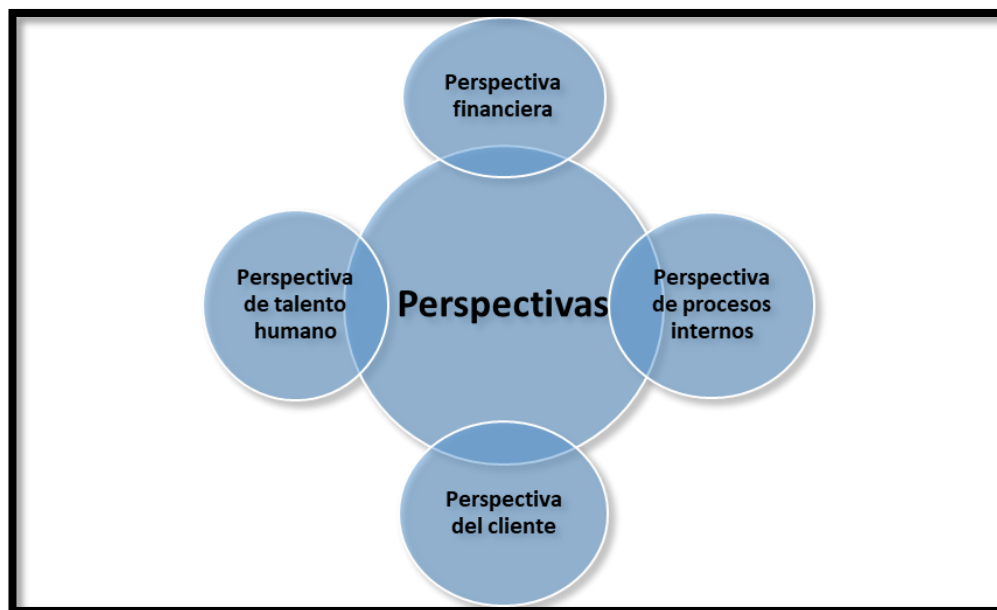 Perspectiva
financiera
Perspectiva
de talento
humano
Perspectivas
Perspectiva
de procesos
internos
Perspectiva
del cliente